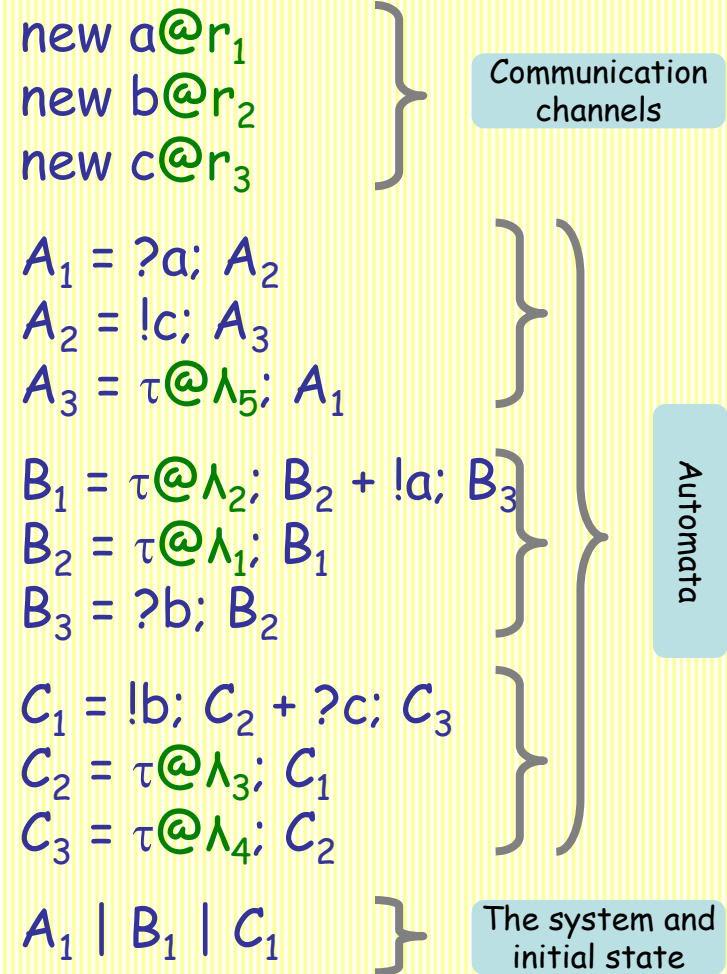 new a@r₁
new b@r₂
new c@r₃
Communication
channels
A₁ = ?a; A₂
A₂ = !c; A₃
A₃ = τ@λ₅; A₁
B₁ = τ@λ₂; B₂ + !a; B₃
B₂ = τ@λ₁; B₁
B₃ = ?b; B₂
C₁ = !b; C₂ + ?c; C₃
C₂ = τ@λ₃; C₁
C₃ = τ@λ₄; C₂
Automata
A₁ | B₁ | C₁
The system and
initial state